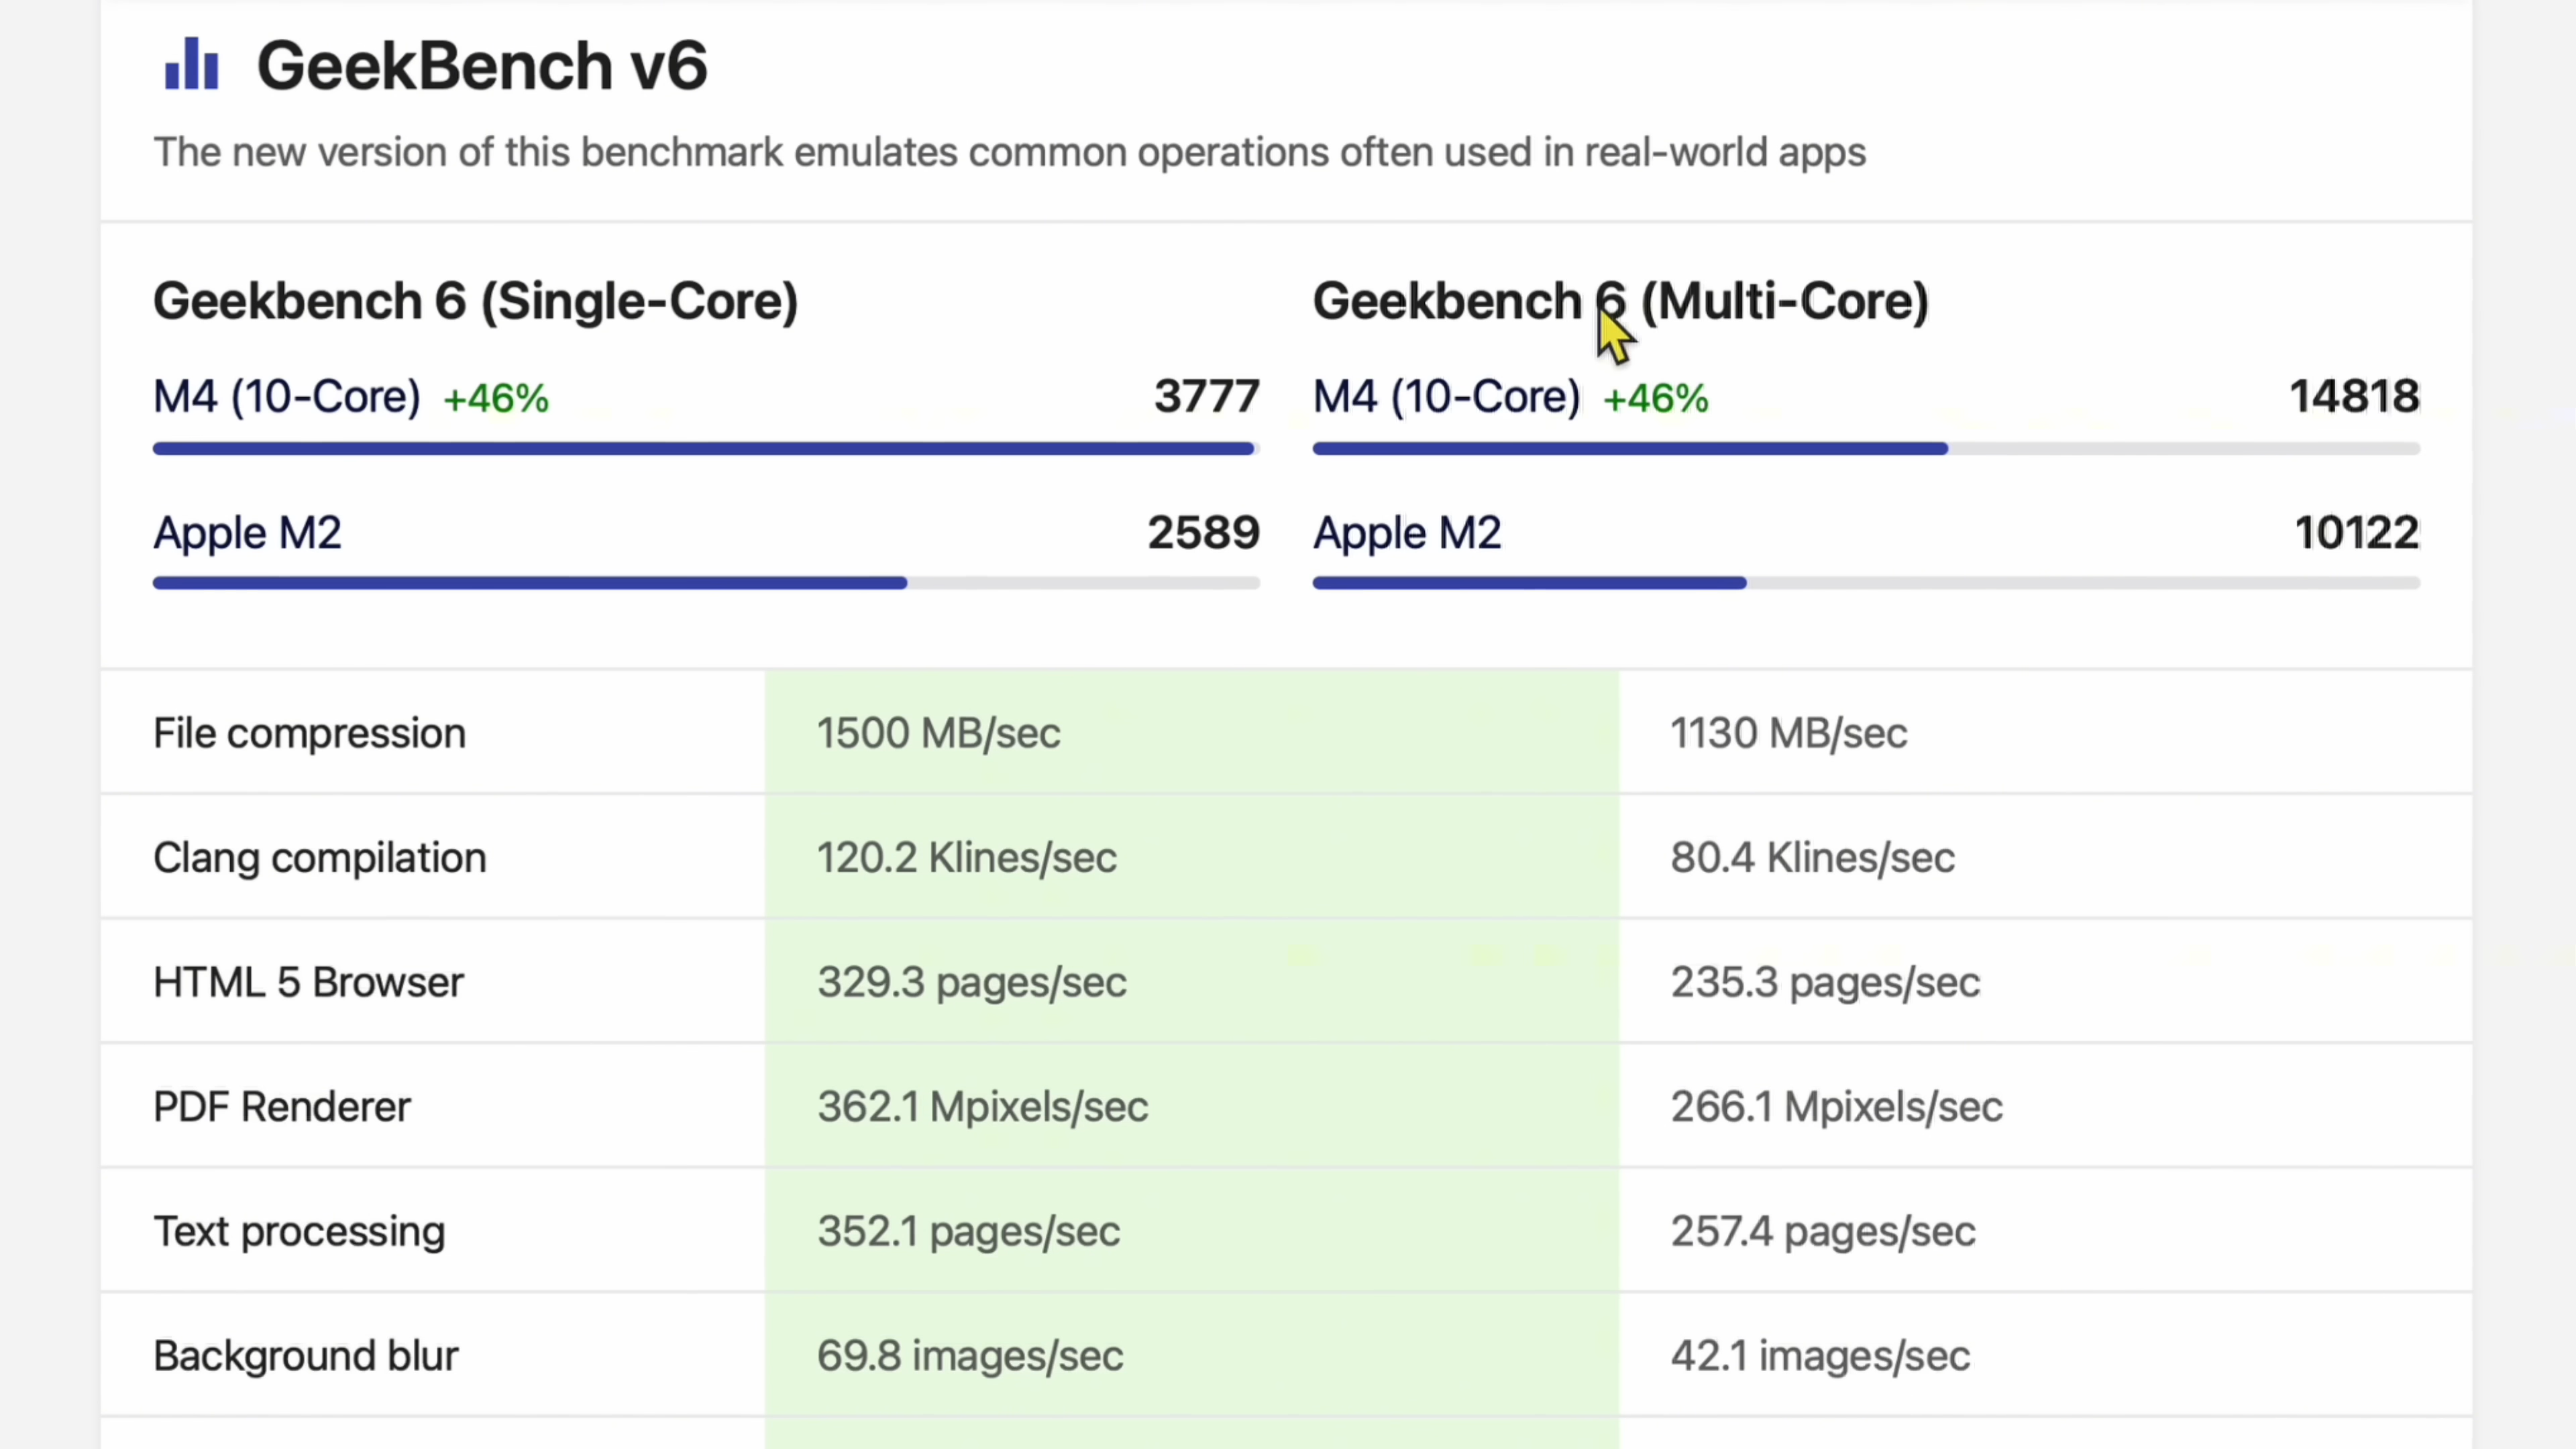 GeekBench v6
The new version of this benchmark emulates common operations often used in real-world apps
Geekbench 6 (Single-Core)
M4 (10-Core) +46% 3777
Apple M2 2589
Geekbench 6 (Multi-Core)
M4 (10-Core) +46% 14818
Apple M2 10122
File compression 1500 MB/sec 1130 MB/sec
Clang compilation 120.2 Klines/sec 80.4 Klines/sec
HTML 5 Browser 329.3 pages/sec 235.3 pages/sec
PDF Renderer 362.1 Mpixels/sec 266.1 Mpixels/sec
Text processing 352.1 pages/sec 257.4 pages/sec
Background blur 69.8 images/sec 42.1 images/sec